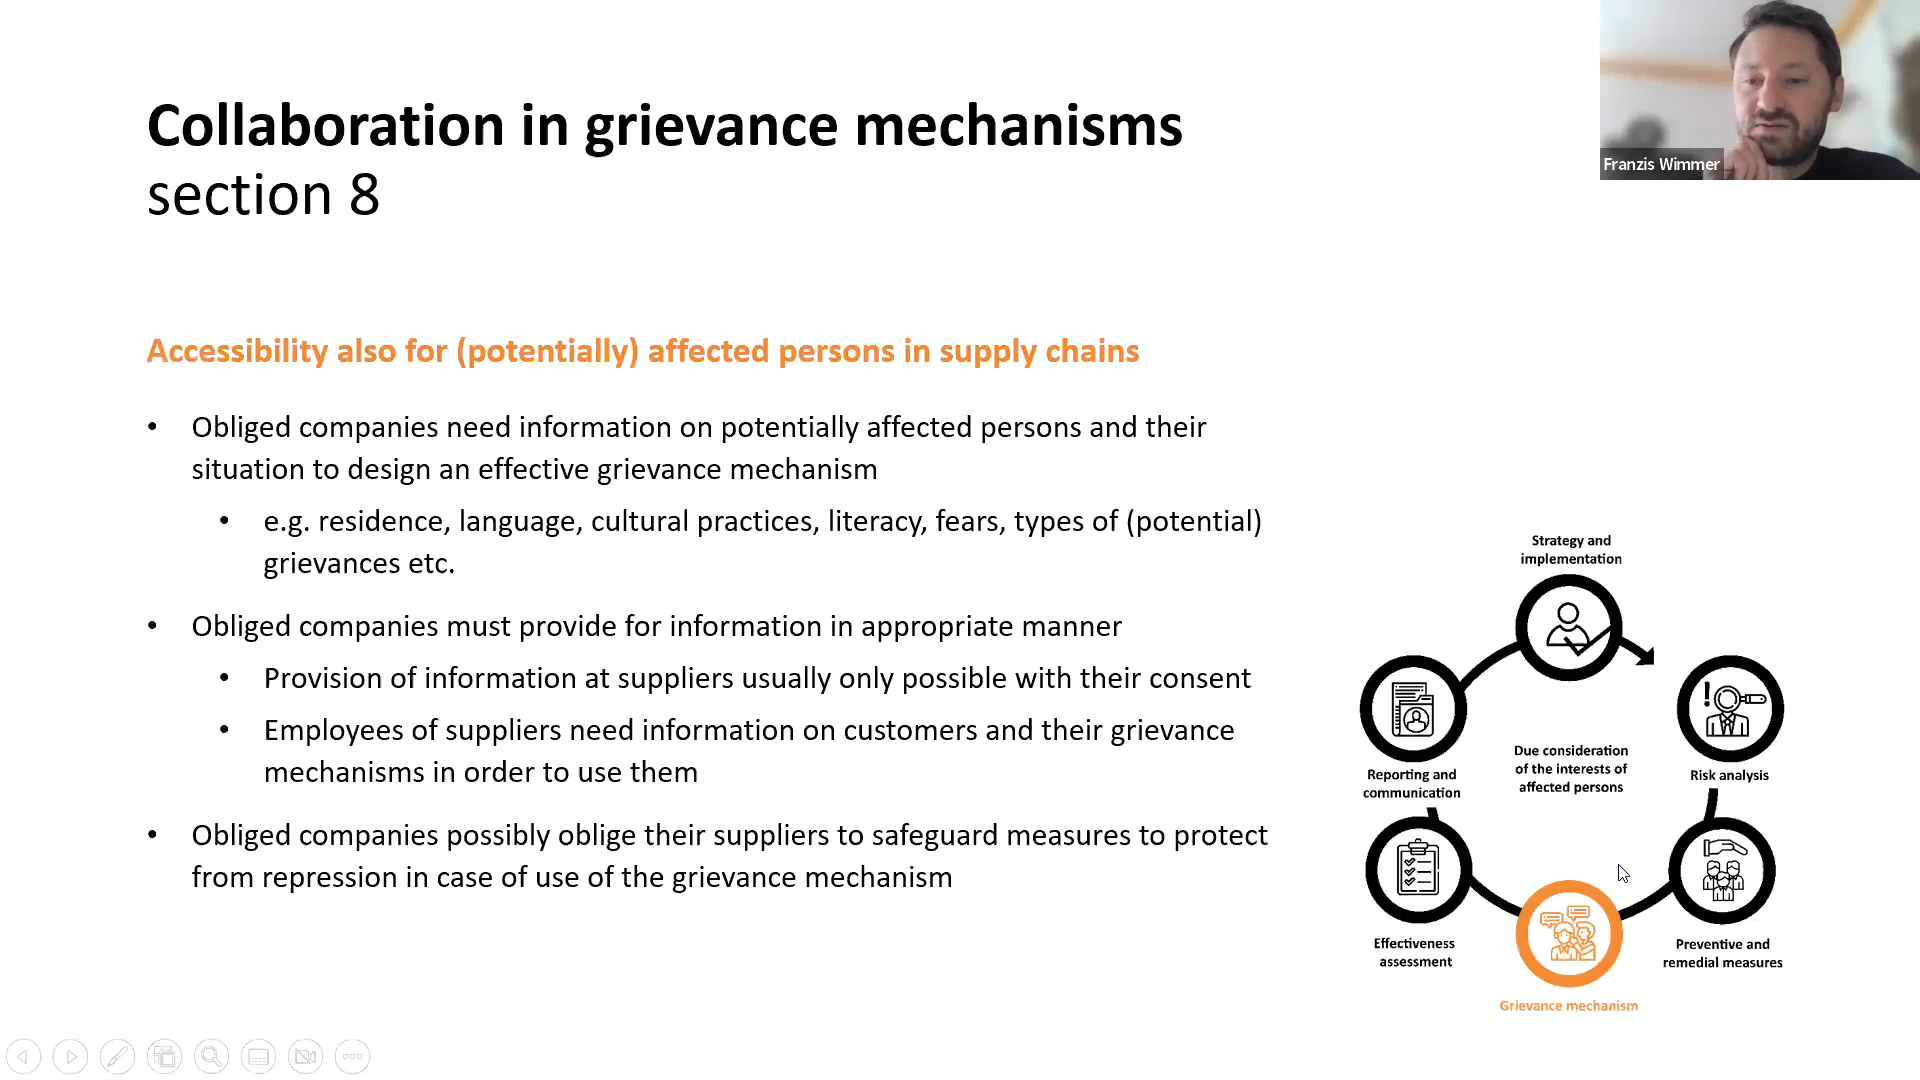 Collaboration in grievance mechanisms
section 8
Franzis Wimmer
Accessibility also for (potentially) affected persons in supply chains
• Obliged companies need information on potentially affected persons and their
situation to design an effective grievance mechanism
• e.g. residence, language, cultural practices, literacy, fears, types of (potential)
grievances etc.
• Obliged companies must provide for information in appropriate manner
• Provision of information at suppliers usually only possible with their consent
• Employees of suppliers need information on customers and their grievance
mechanisms in order to use them
• Obliged companies possibly oblige their suppliers to safeguard measures to protect
from repression in case of use of the grievance mechanism
Strategy and
implementation
Risk analysis
Preventive and
remedial measures
Grievance mechanism
Effectiveness
assessment
Reporting and
communication
Due consideration
of the interests of
affected persons